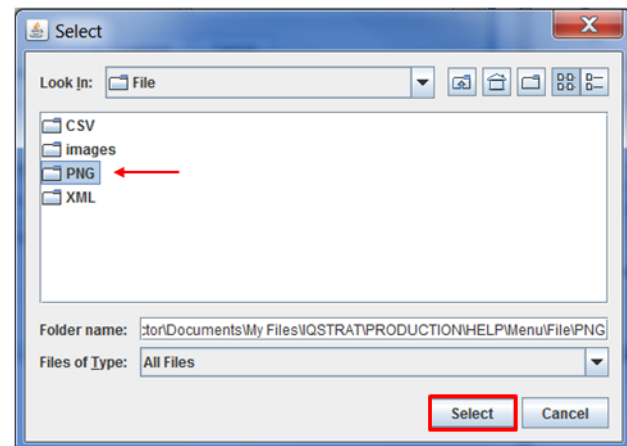 Select
Look In: File
CSV
images
PNG
XML
Folder name: :tor\Documents\My Files\IQSTRAT\PRODUCTION\HELP\Menu\File\PNG
Files of Type: All Files
Select Cancel